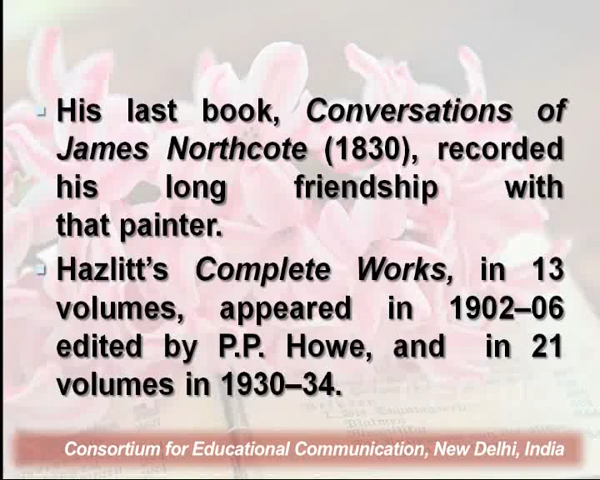 His last book, Conversations of
James Northcote (1830), recorded
his long friendship with
that painter.
Hazlitt’s Complete Works, in 13
volumes, appeared in 1902–06
edited by P.P. Howe, and in 21
volumes in 1930–34.
Consortium for Educational Communication, New Delhi, India